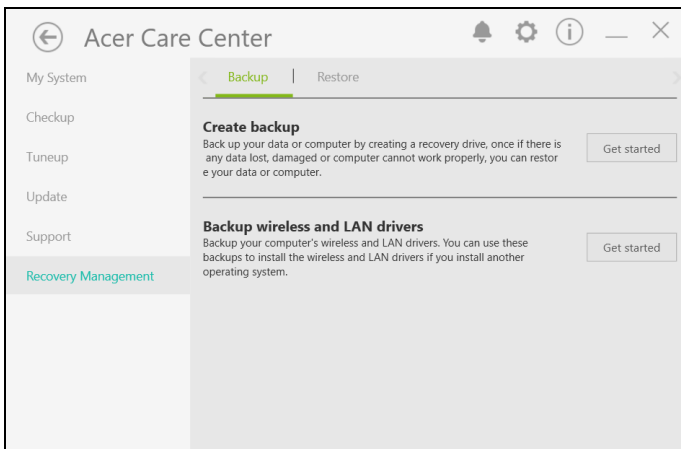 Acer Care Center
My System
Checkup
Tuneup
Update
Support
Recovery Management
Backup
Restore
Create backup
Back up your data or computer by creating a recovery drive, once if there is
any data lost, damaged or computer cannot work properly, you can restor
e your data or computer.
Get started
Backup wireless and LAN drivers
Backup your computer's wireless and LAN drivers. You can use these
backups to install the wireless and LAN drivers if you install another
operating system.
Get started